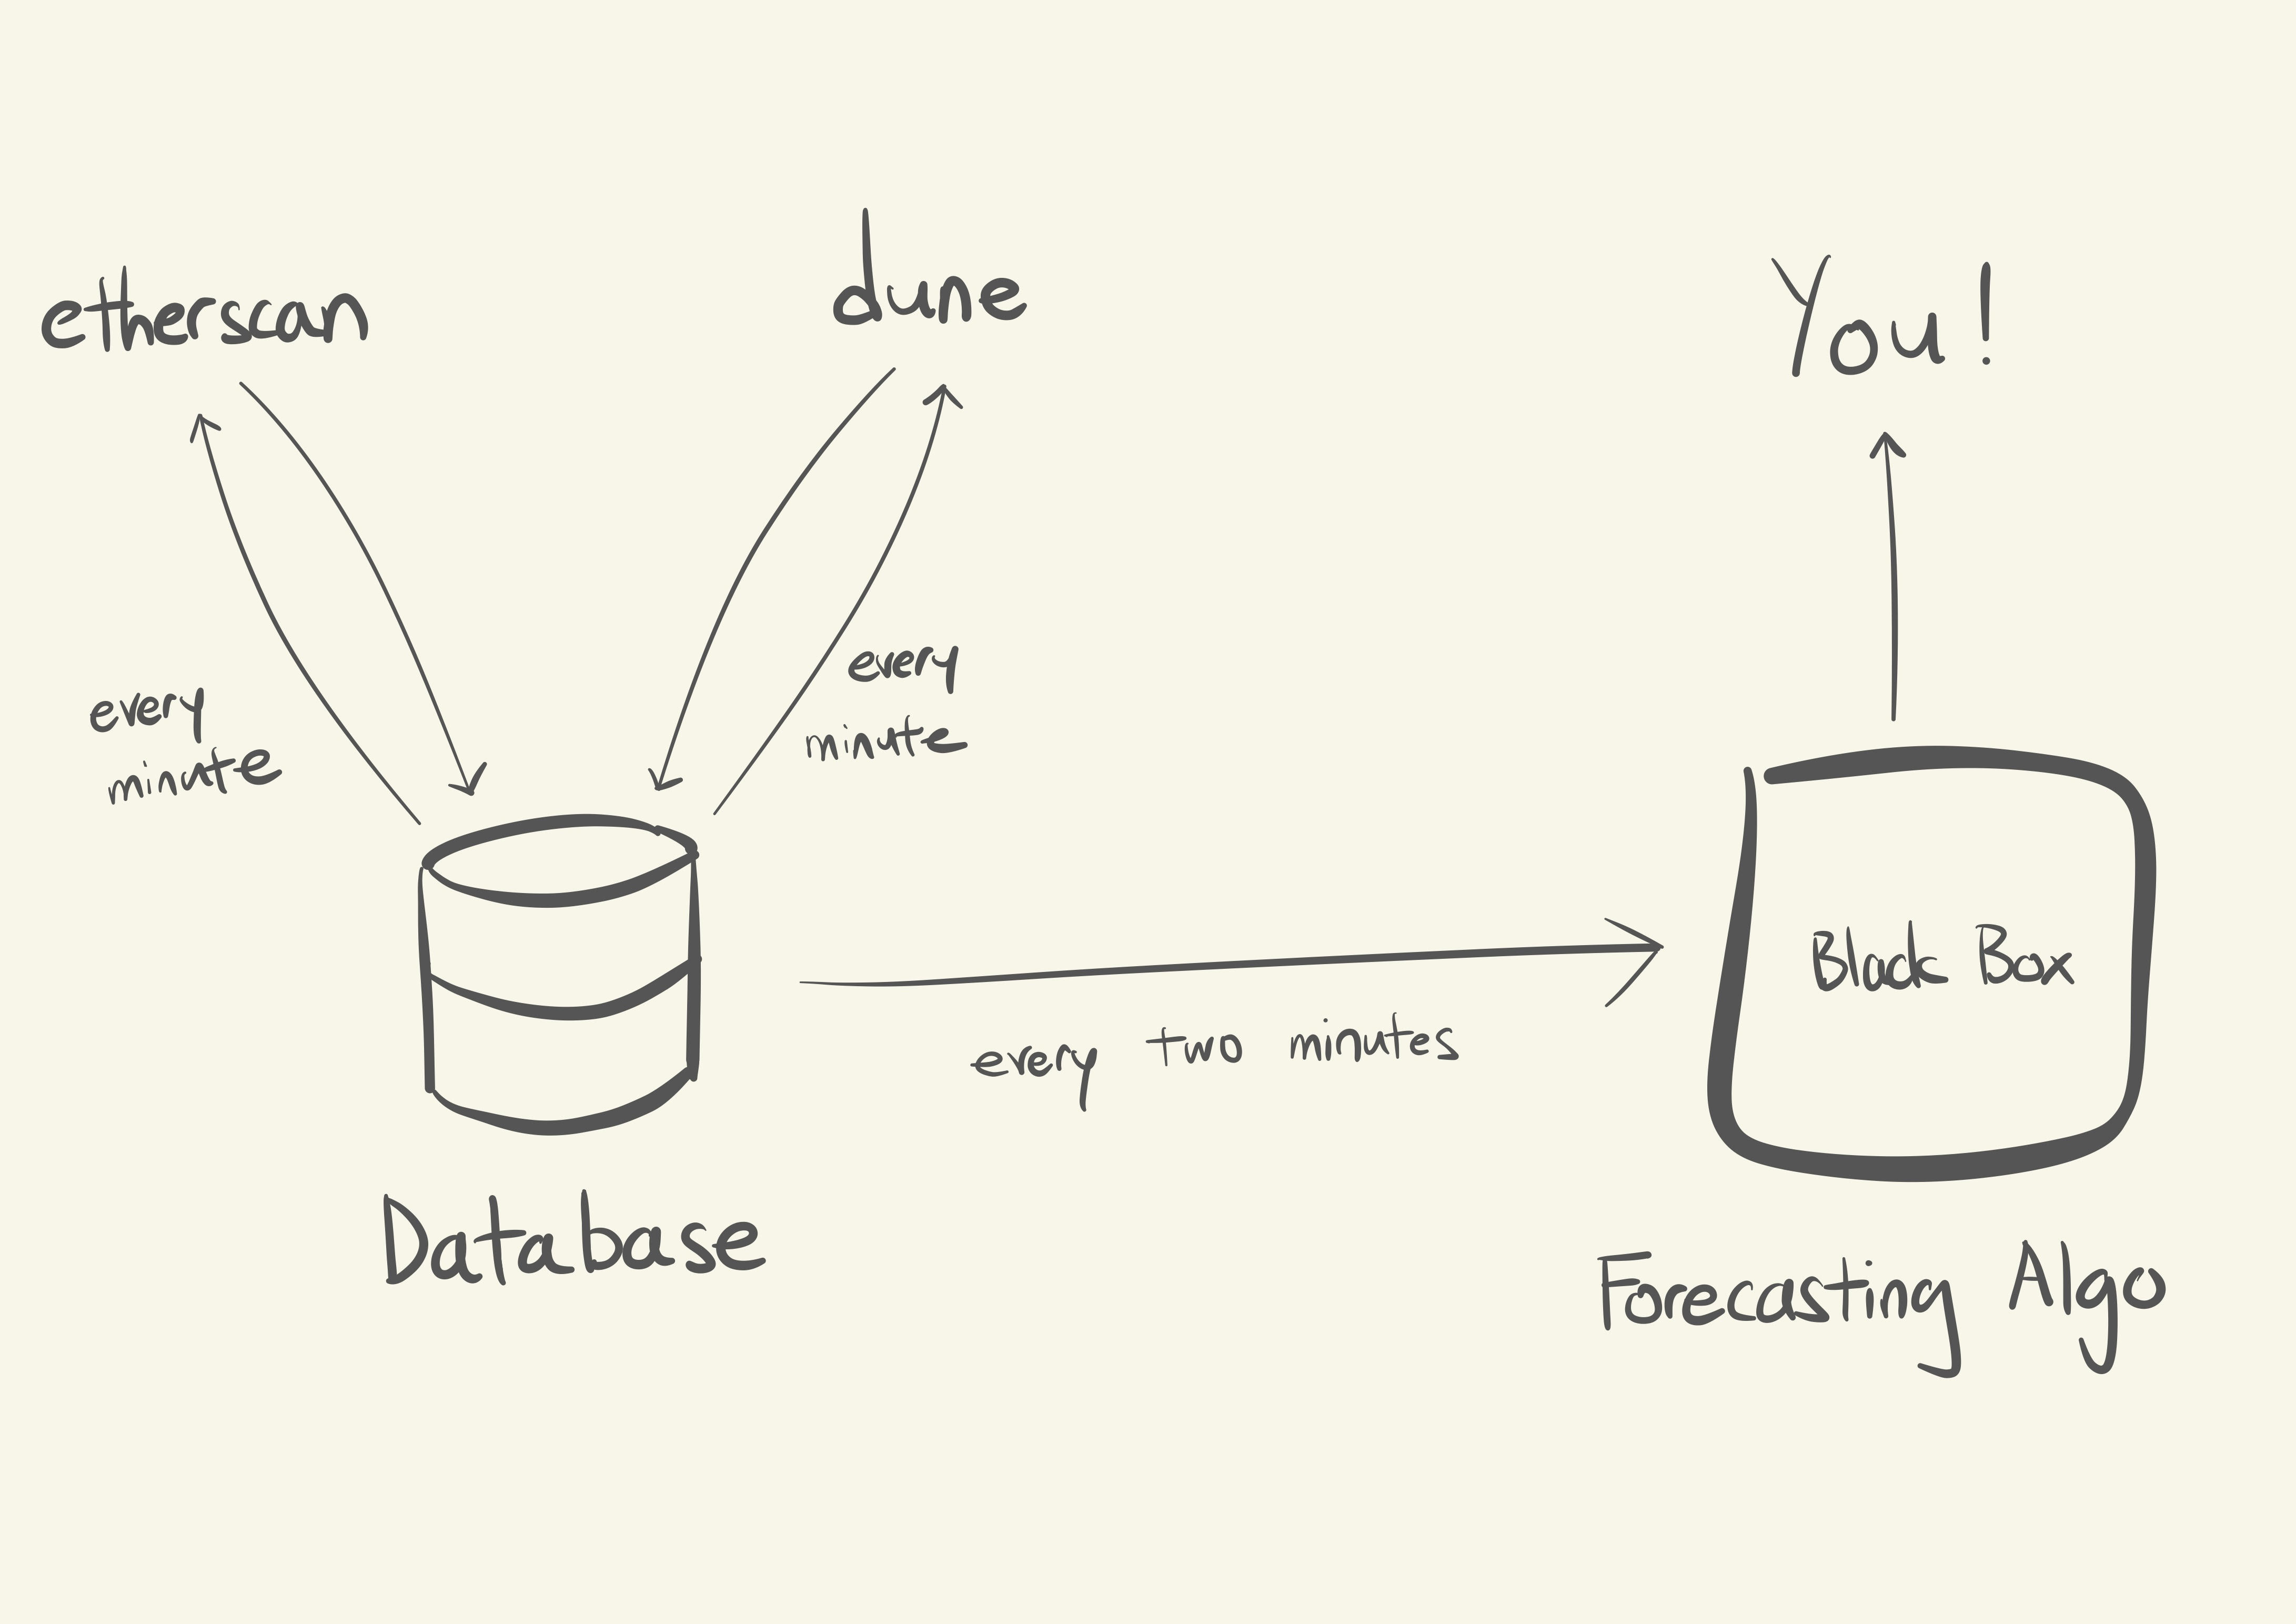 etherscan
dune
You!
every
minute
every
minute
Black Box
every two minutes
Database
Forecasting Algo